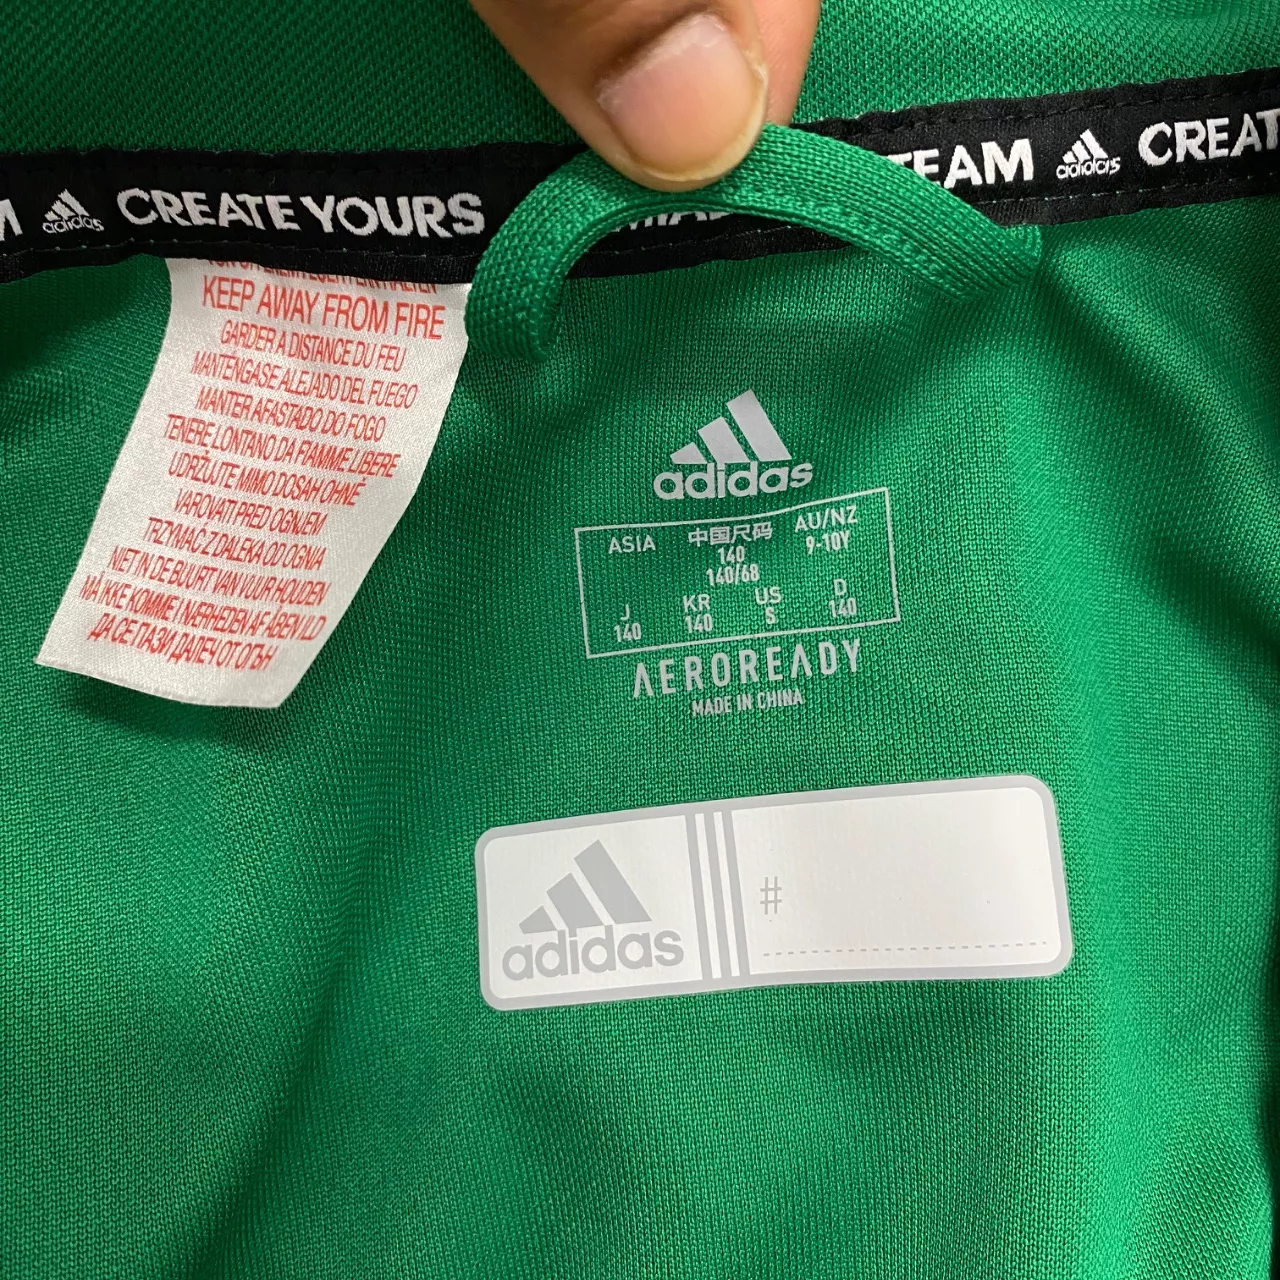 adidas CREATE YOURS TEAM adidas
KEEP AWAY FROM FIRE
GARDER A DISTANCE DU FEU
MANTÉNGASE ALEJADO DEL FUEGO
MANTER AFASTADO DO FOGO
TENERE LONTANO DA FIAMME LIBERE
UDRŽUJTE MIMO DOSAH OHNĚ
VAROVATI PRED OGNJEM
TRZYMAĆ Z DALEKA OD OGNIA
NIET IN DE BUURT VAN VUUR HOUDEN
MÅ IKKE KOMME I NÆRHEDEN AF ÅBEN ILD
ДА СЕ ПАЗИ ДАЛЕЧ ОТ ОГЪН
adidas
ASIA 中国尺码 AU/NZ
140 9-10Y
140/68
J KR US D
140 140 S 140
AEROREADY
MADE IN CHINA
adidas #